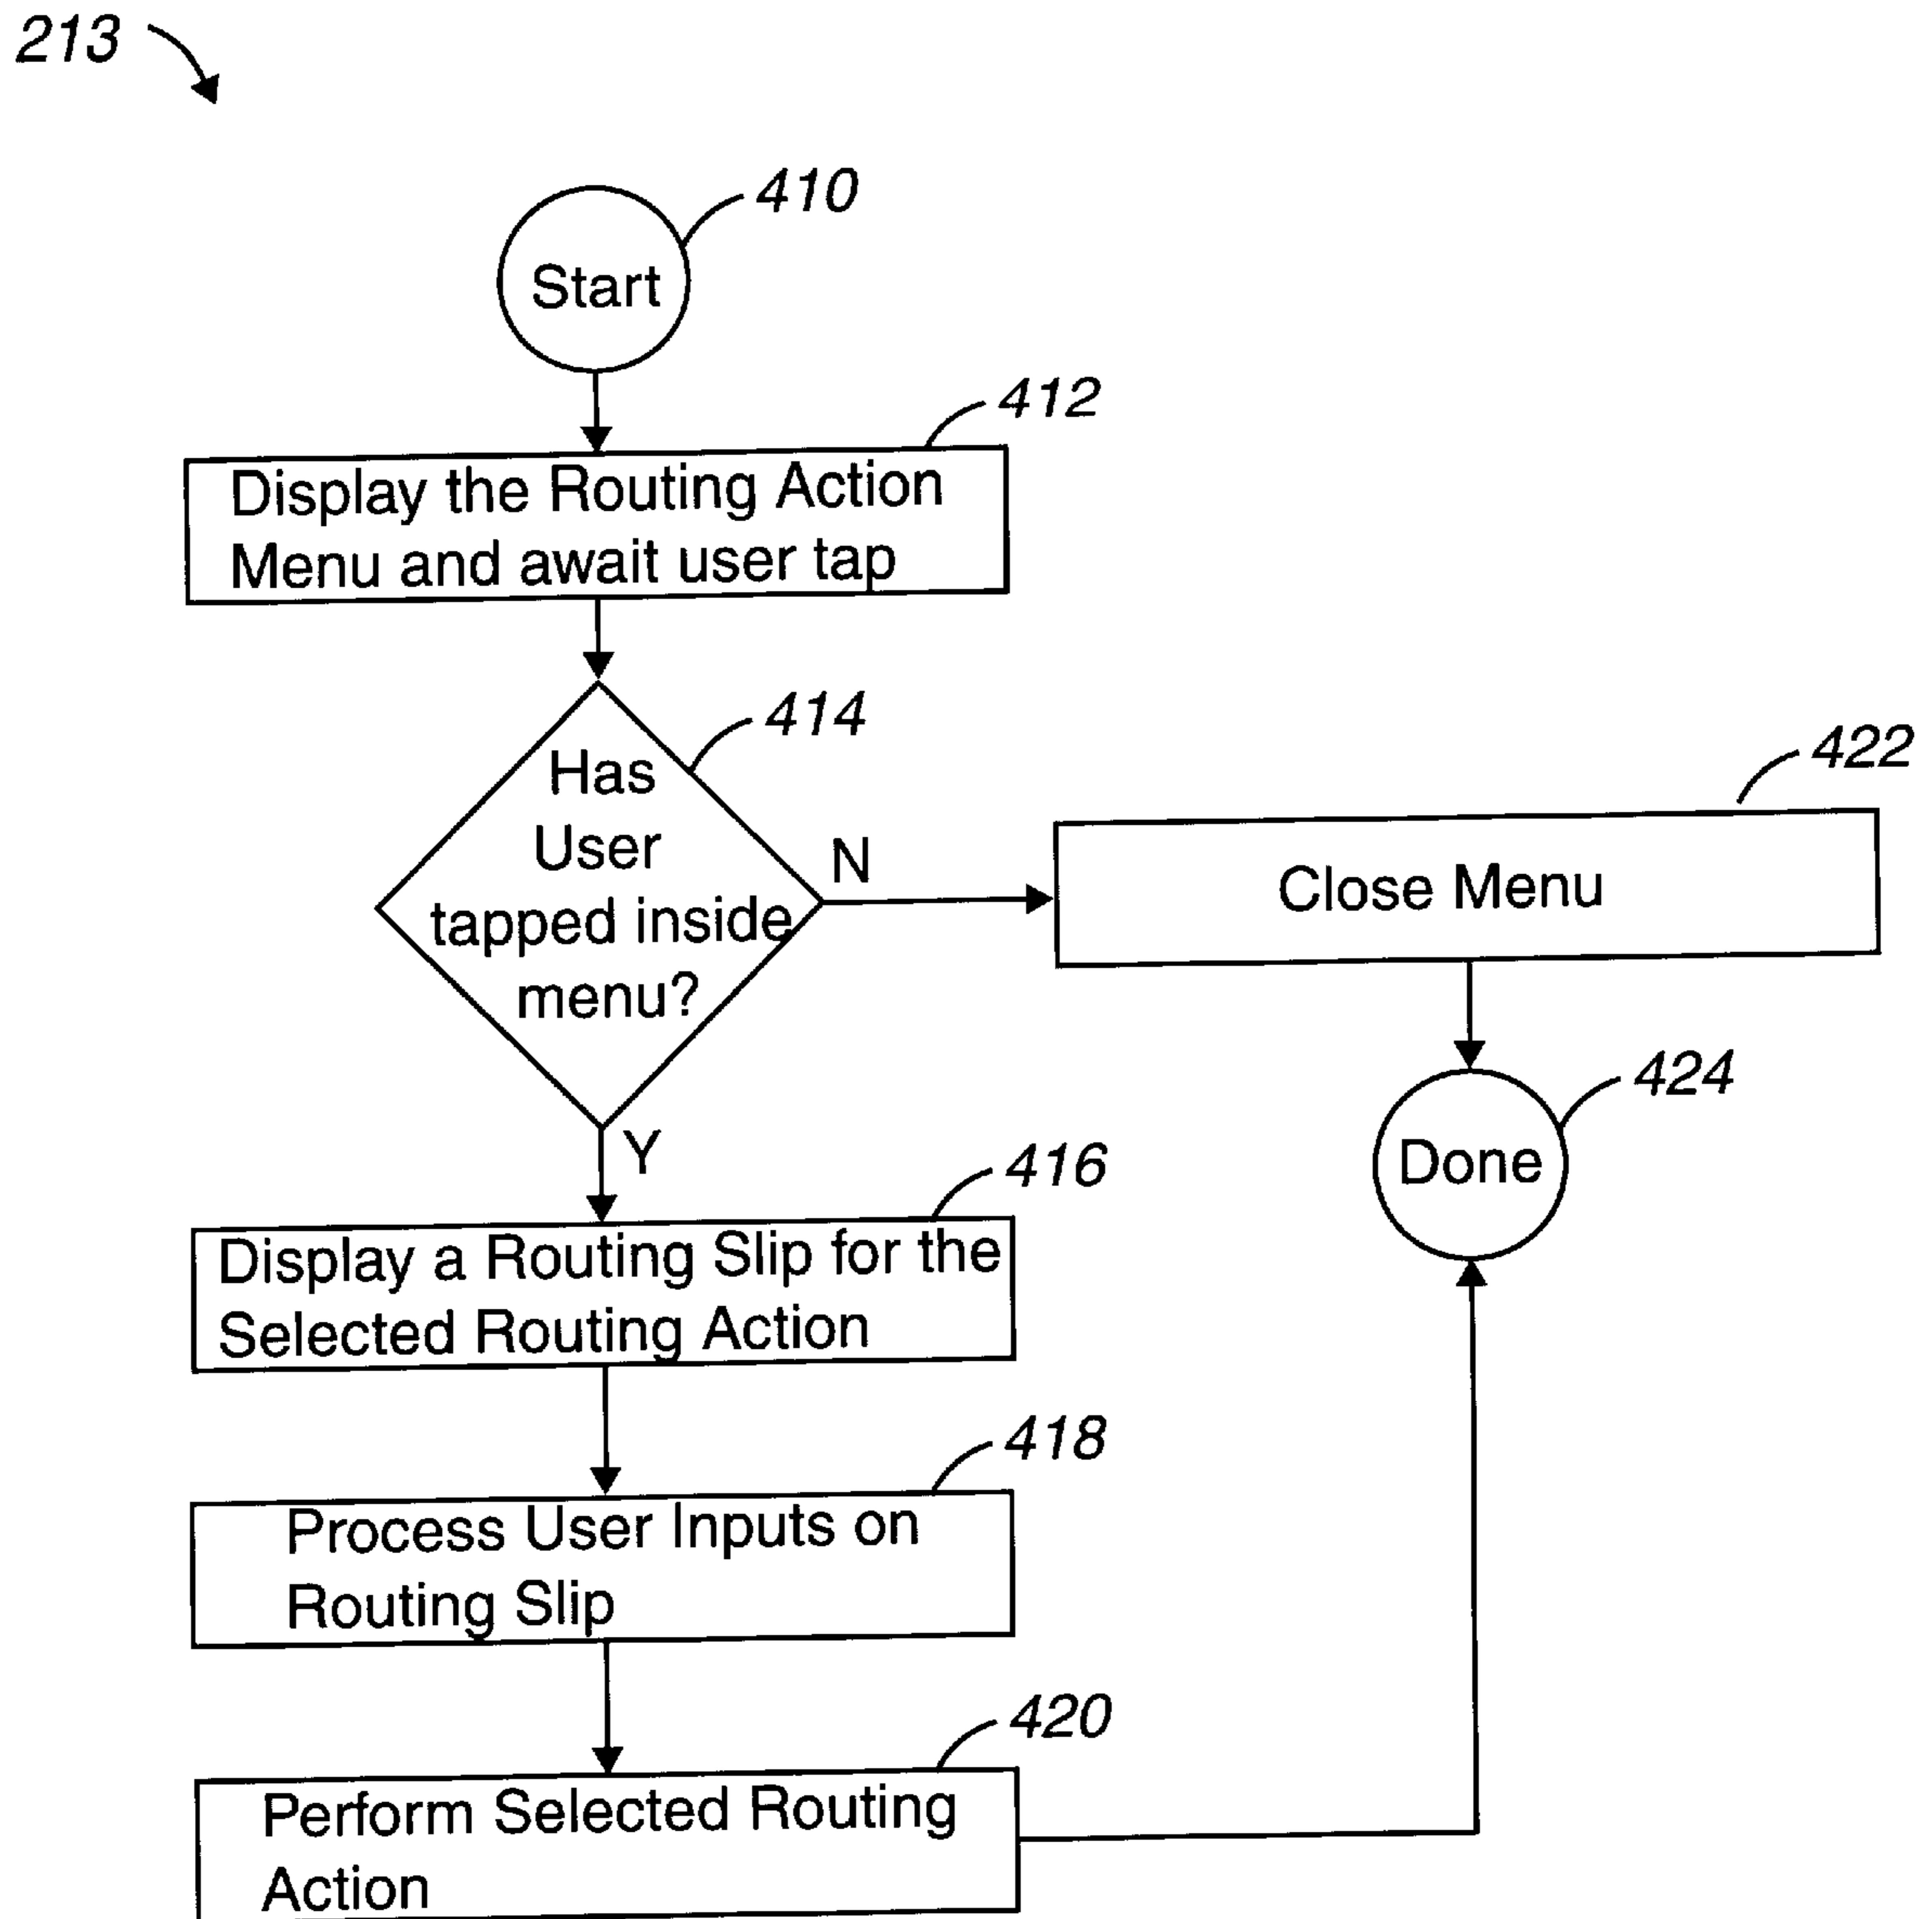 213
410
Start
412
Display the Routing Action
Menu and await user tap
414
Has
User
tapped inside
menu?
N
422
Close Menu
424
Done
Y
416
Display a Routing Slip for the
Selected Routing Action
418
Process User Inputs on
Routing Slip
420
Perform Selected Routing
Action